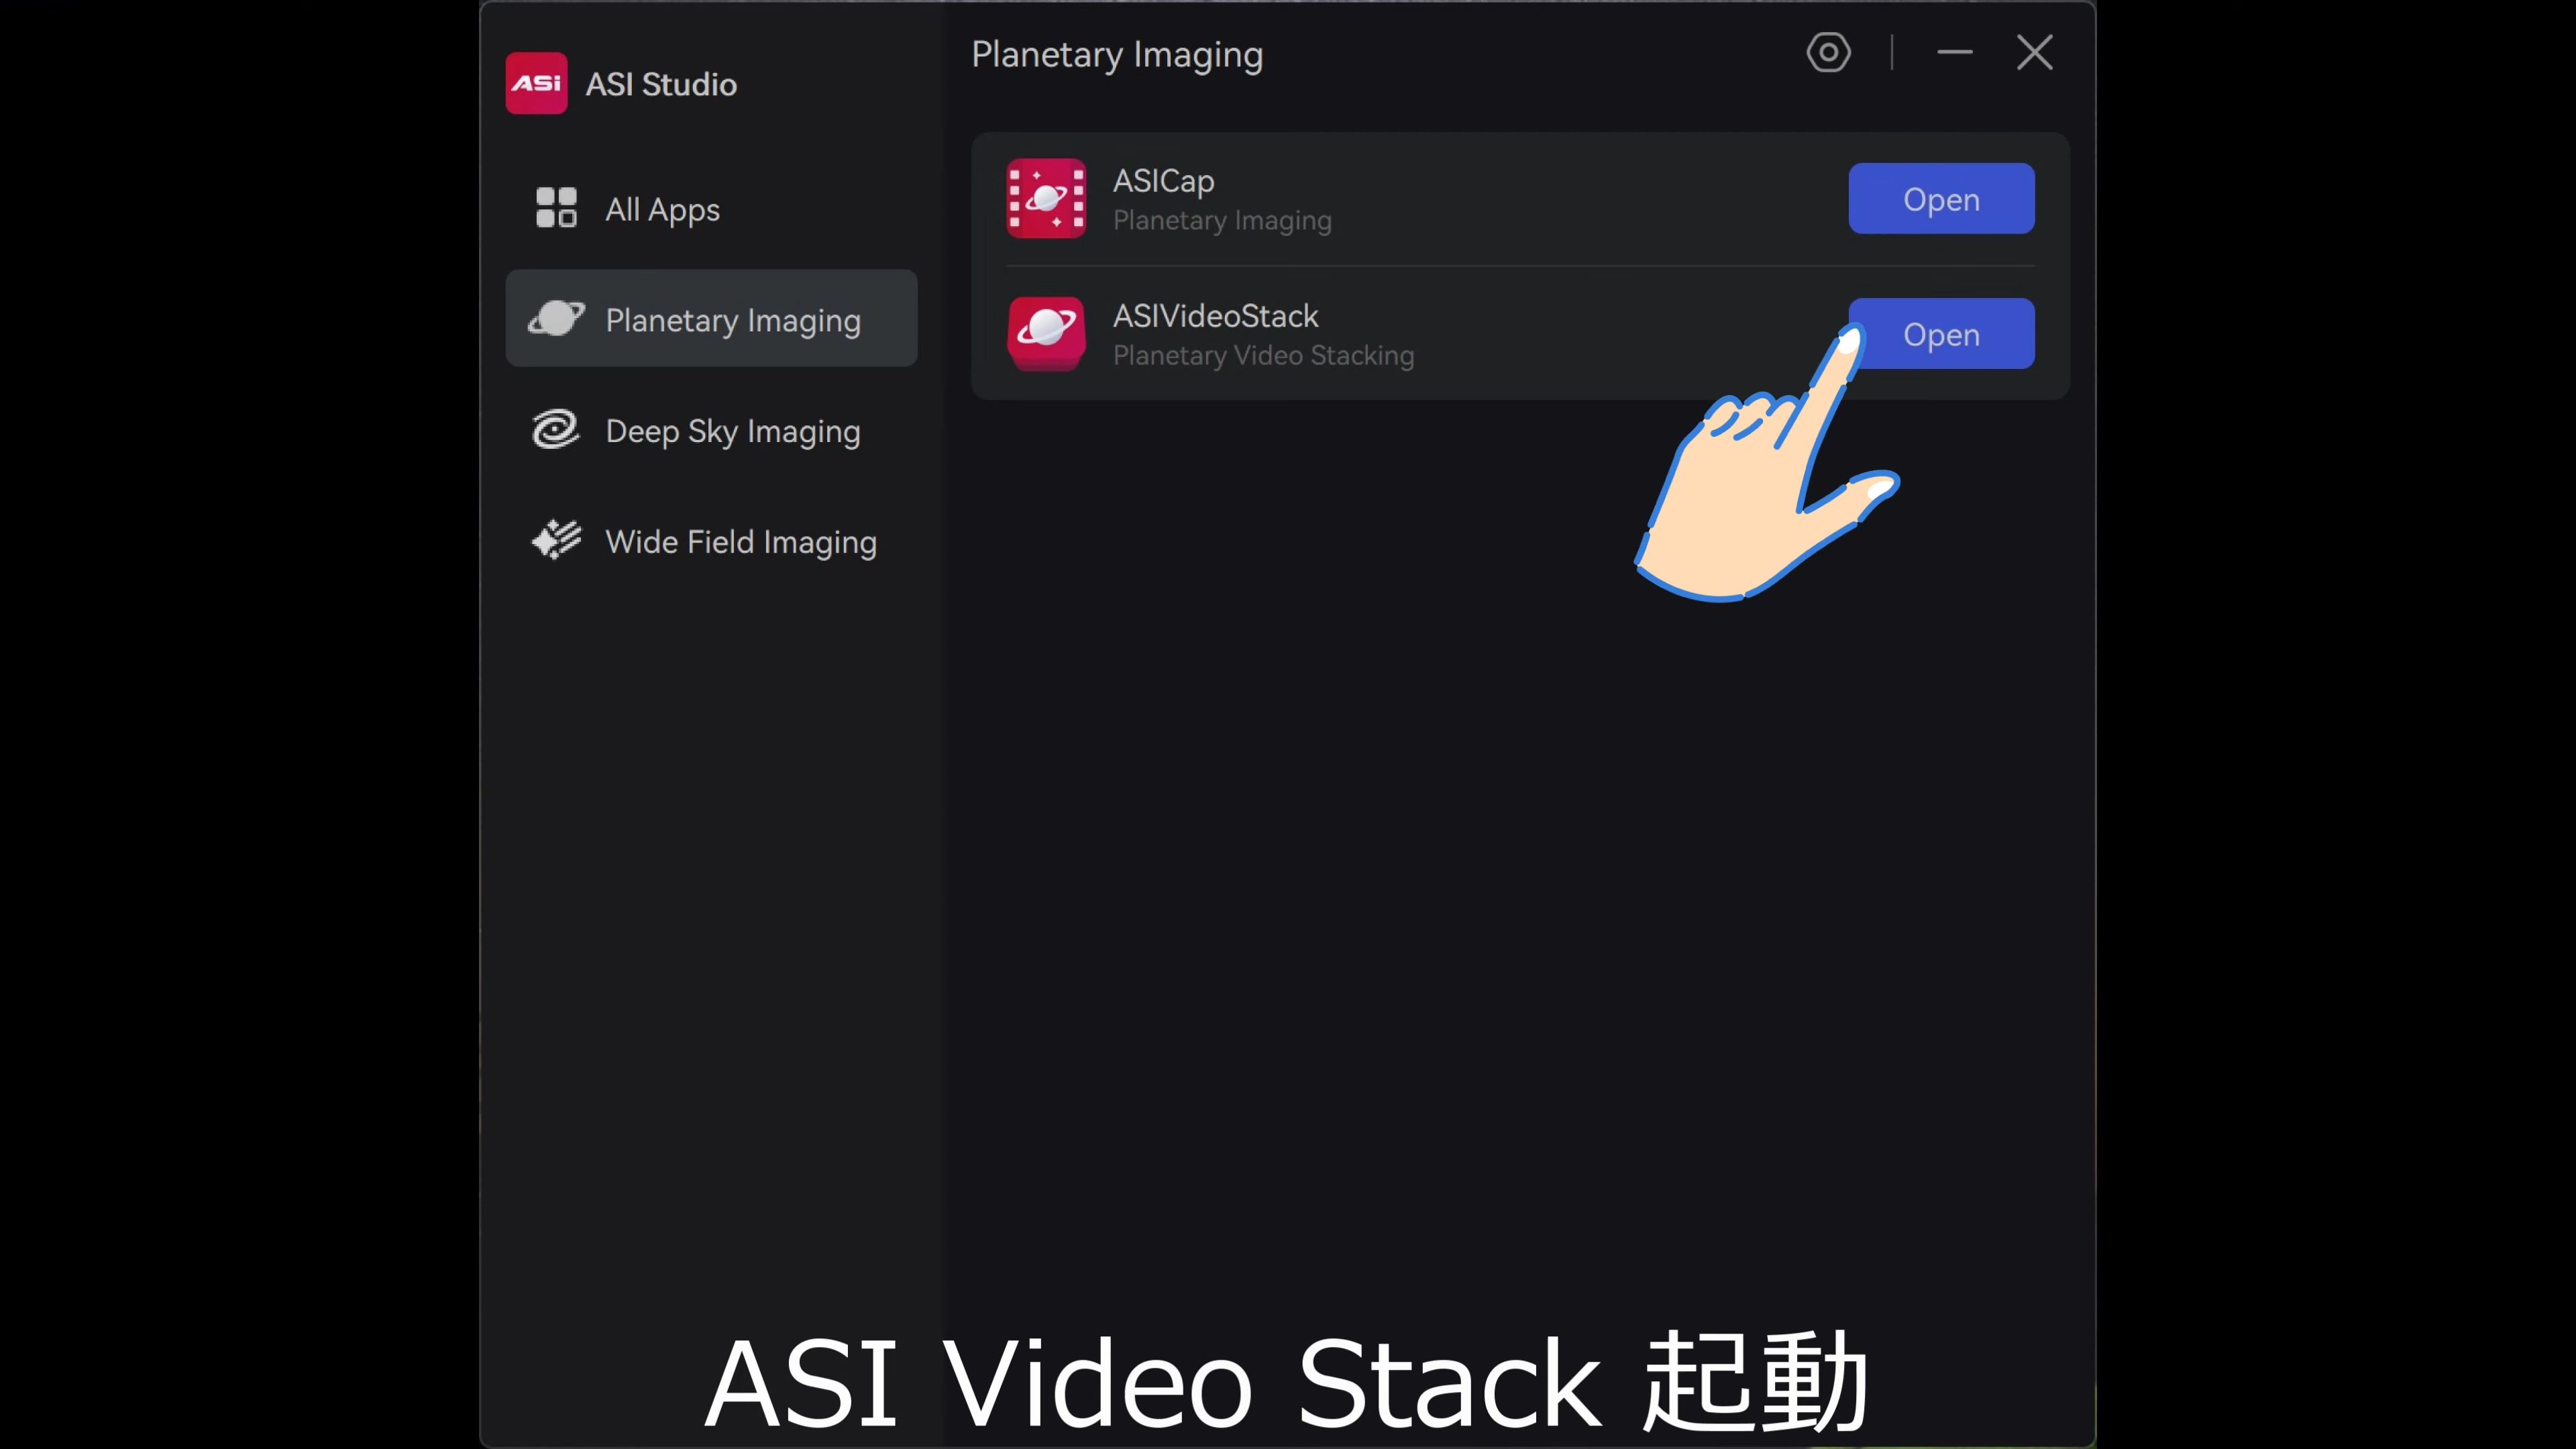 ASI
ASI Studio
All Apps
Planetary Imaging
Deep Sky Imaging
Wide Field Imaging
Planetary Imaging
ASICap
Planetary Imaging
Open
ASIVideoStack
Planetary Video Stacking
Open
ASI Video Stack 起動